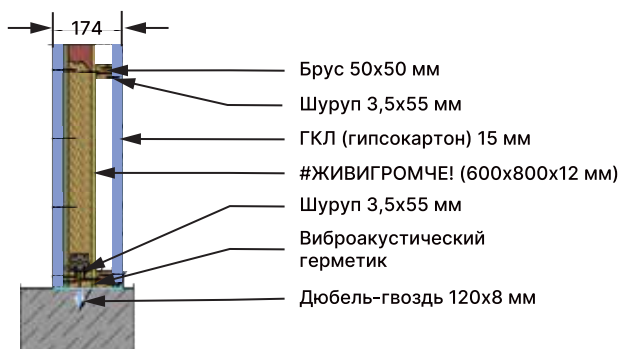 174
Брус 50х50 мм
Шуруп 3,5х55 мм
ГКЛ (гипсокартон) 15 мм
#ЖИВИГРОМЧЕ! (600х800х12 мм)
Шуруп 3,5х55 мм
Виброакустический
герметик
Дюбель-гвоздь 120х8 мм